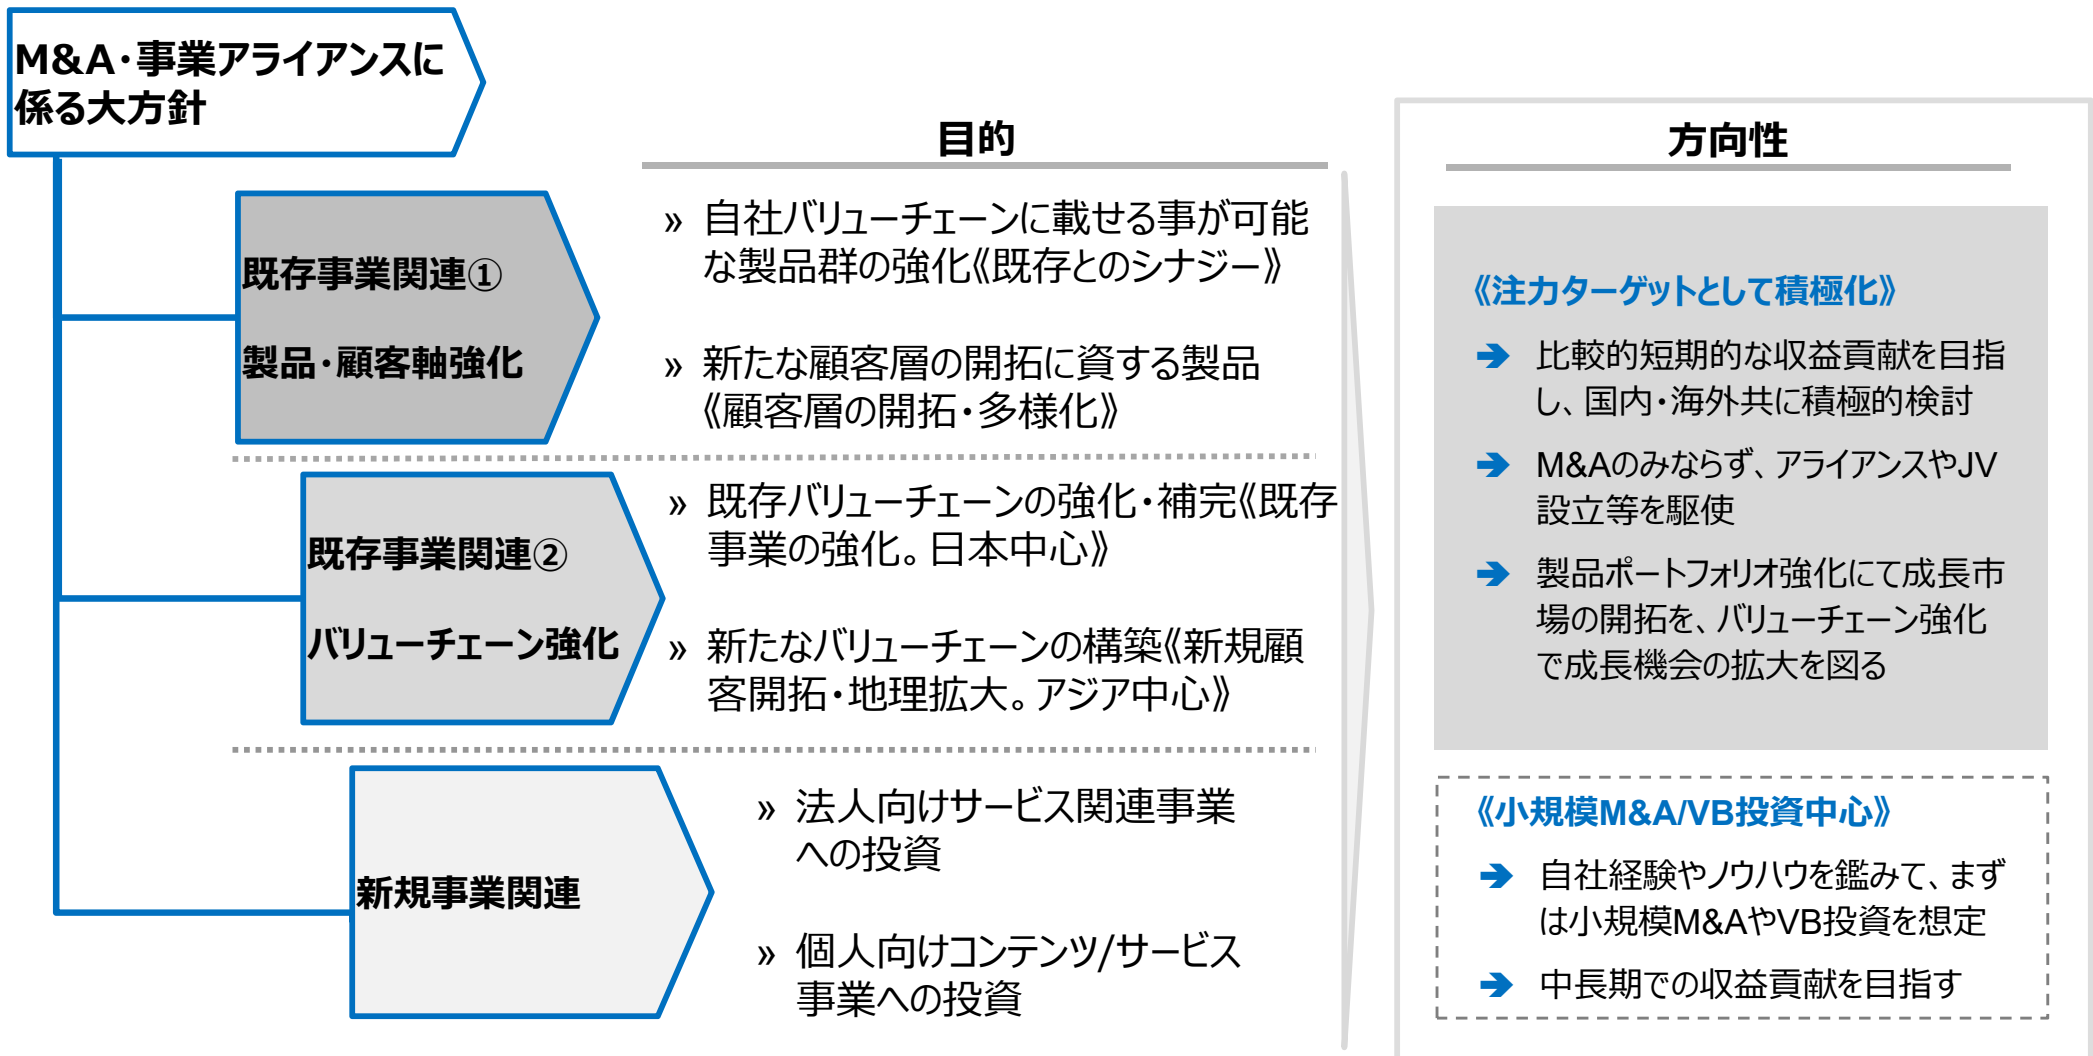 M&A・事業アライアンスに
係る大方針
目的
既存事業関連①
製品・顧客軸強化
» 自社バリューチェーンに載せる事が可能
な製品群の強化《既存とのシナジー》
» 新たな顧客層の開拓に資する製品
《顧客層の開拓・多様化》
既存事業関連②
バリューチェーン強化
» 既存バリューチェーンの強化・補完《既存
事業の強化。日本中心》
» 新たなバリューチェーンの構築《新規顧
客開拓・地理拡大。アジア中心》
新規事業関連
» 法人向けサービス関連事業
への投資
» 個人向けコンテンツ/サービス
事業への投資
方向性
《注力ターゲットとして積極化》
➔ 比較的短期的な収益貢献を目指
し、国内・海外共に積極的検討
➔ M&Aのみならず、アライアンスやJV
設立等を駆使
➔ 製品ポートフォリオ強化にて成長市
場の開拓を、バリューチェーン強化
で成長機会の拡大を図る
《小規模M&A/VB投資中心》
➔ 自社経験やノウハウを鑑みて、まず
は小規模M&AやVB投資を想定
➔ 中長期での収益貢献を目指す